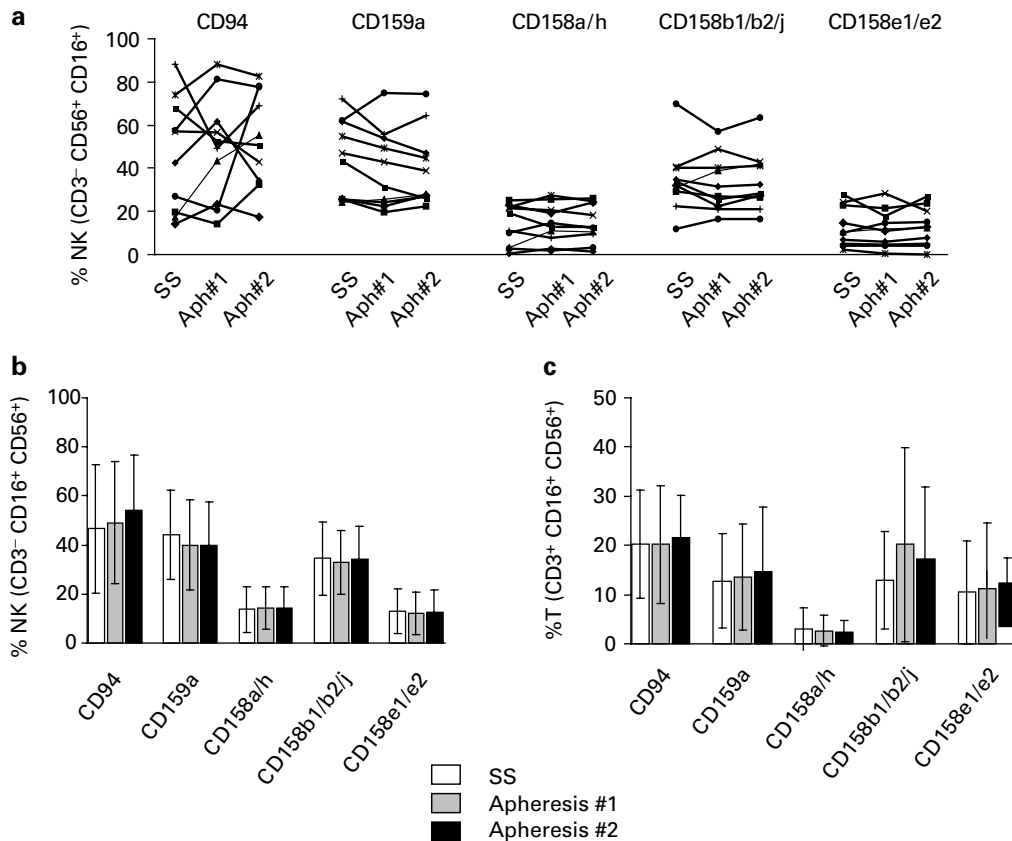 a
CD94 CD159a CD158a/h CD158b1/b2/j CD158e1/e2
% NK (CD3⁻ CD56⁺ CD16⁺)
100
80
60
40
20
0
SS Aph#1 Aph#2 SS Aph#1 Aph#2 SS Aph#1 Aph#2 SS Aph#1 Aph#2 SS Aph#1 Aph#2
b
% NK (CD3⁻ CD16⁺ CD56⁺)
100
80
60
40
20
0
CD94 CD159a CD158a/h CD158b1/b2/j CD158e1/e2
c
%T (CD3⁺ CD16⁺ CD56⁺)
50
40
30
20
10
0
CD94 CD159a CD158a/h CD158b1/b2/j CD158e1/e2
SS
Apheresis #1
Apheresis #2